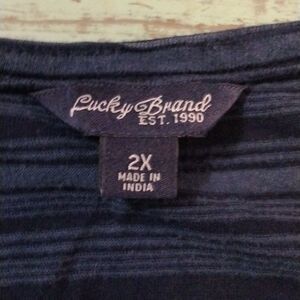 Lucky Brand
EST. 1990
2X
MADE IN
INDIA